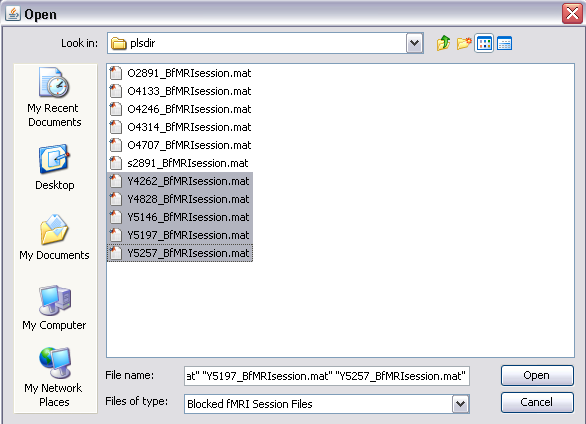 Open
Look in: plsdir
My Recent
Documents
Desktop
My Documents
My Computer
My Network
Places
O2891_BfMRIsession.mat
O4133_BfMRIsession.mat
O4246_BfMRIsession.mat
O4314_BfMRIsession.mat
O4707_BfMRIsession.mat
s2891_BfMRIsession.mat
Y4262_BfMRIsession.mat
Y4828_BfMRIsession.mat
Y5146_BfMRIsession.mat
Y5197_BfMRIsession.mat
Y5257_BfMRIsession.mat
File name: at" "Y5197_BfMRIsession.mat" "Y5257_BfMRIsession.mat" Open
Files of type: Blocked fMRI Session Files Cancel